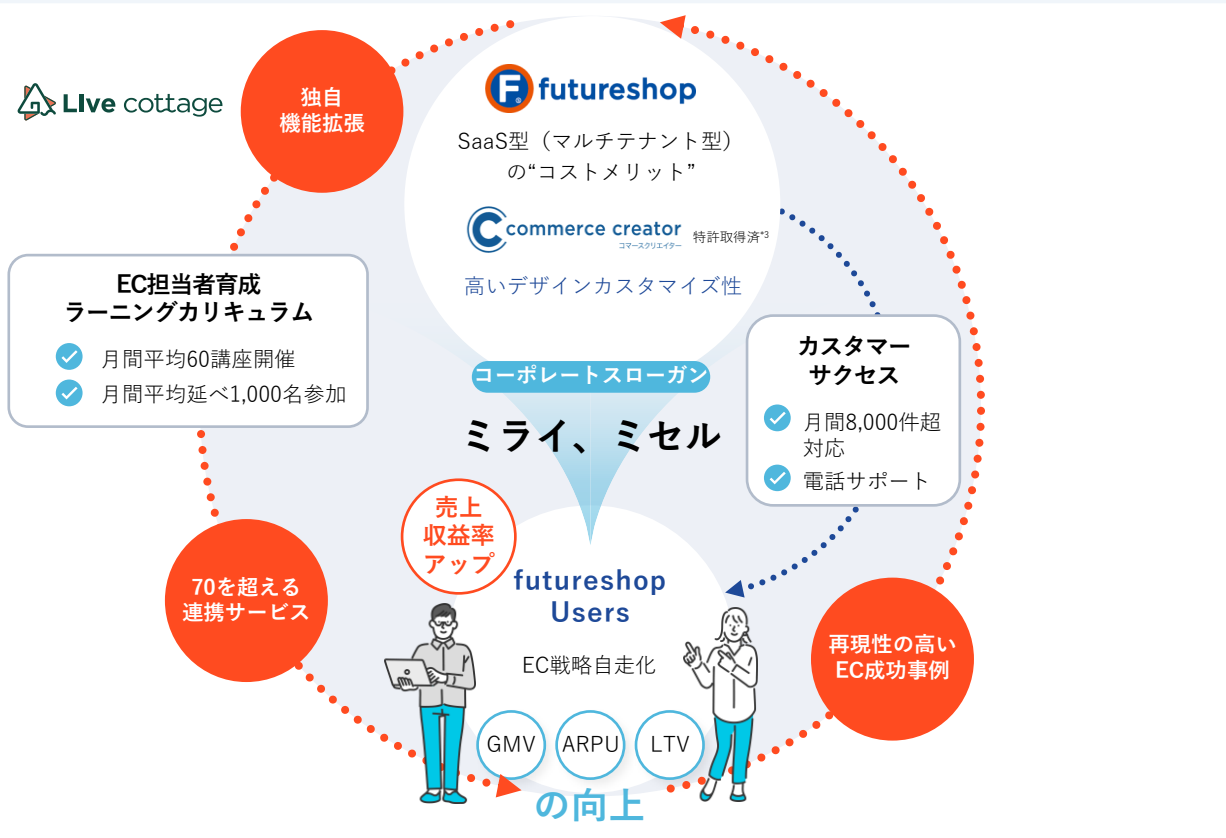 futureshop
SaaS型（マルチテナント型）
の“コストメリット”
commerce creator
コマースクリエイター
特許取得済*3
高いデザインカスタマイズ性
LIve cottage
独自
機能拡張
EC担当者育成
ラーニングカリキュラム
月間平均60講座開催
月間平均延べ1,000名参加
コーポレートスローガン
ミライ、ミセル
カスタマー
サクセス
月間8,000件超
対応
電話サポート
売上
収益率
アップ
70を超える
連携サービス
futureshop
Users
EC戦略自走化
再現性の高い
EC成功事例
GMV ARPU LTV
の向上